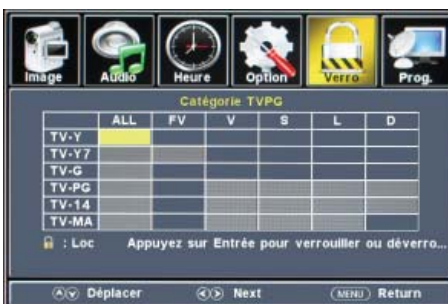 Image Audio Heure Option Verro Prog.
Catégorie TVPG
ALL FV V S L D
TV-Y
TV-Y7
TV-G
TV-PG
TV-14
TV-MA
: Loc Appuyez sur Entrée pour verrouiller ou déverro...
Déplacer Next MENU Return